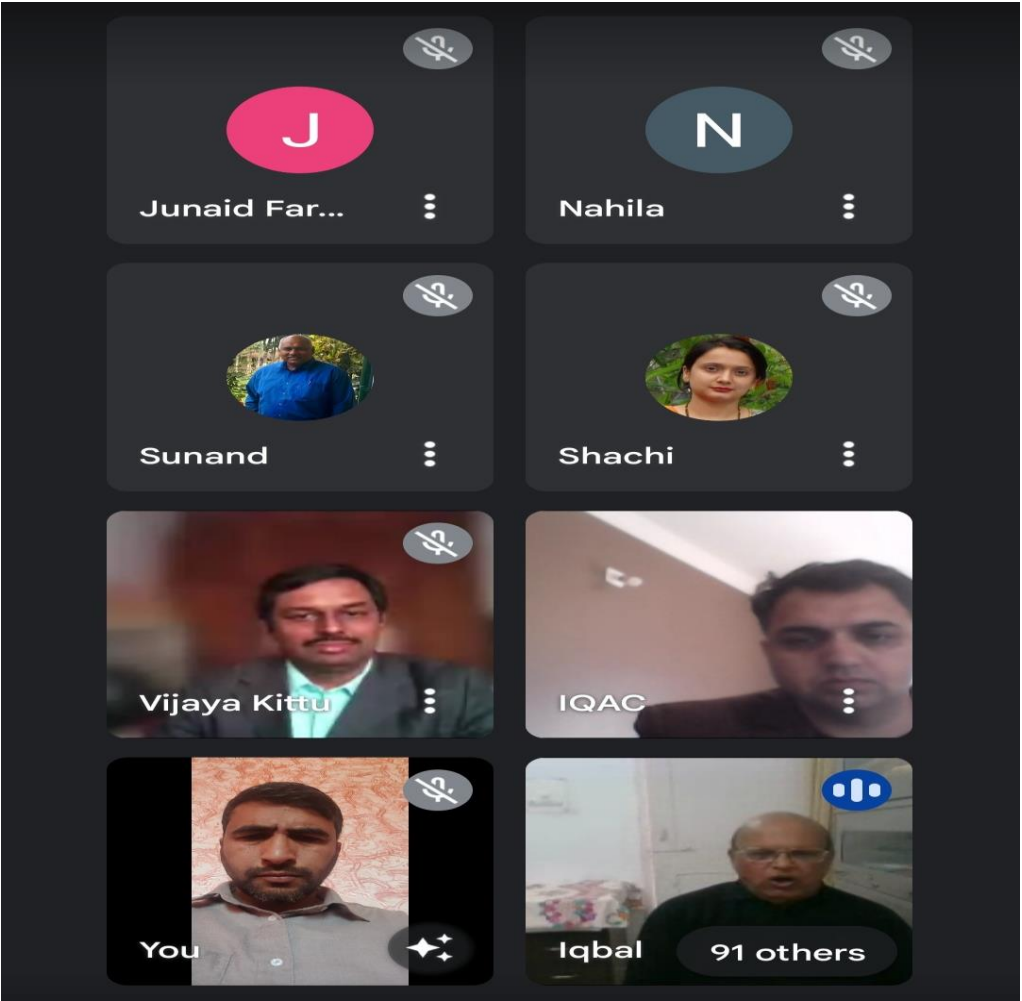 J
N
Junaid Far...
Nahila
Sunand
Shachi
Vijaya Kittu
IQAC
You
Iqbal
91 others